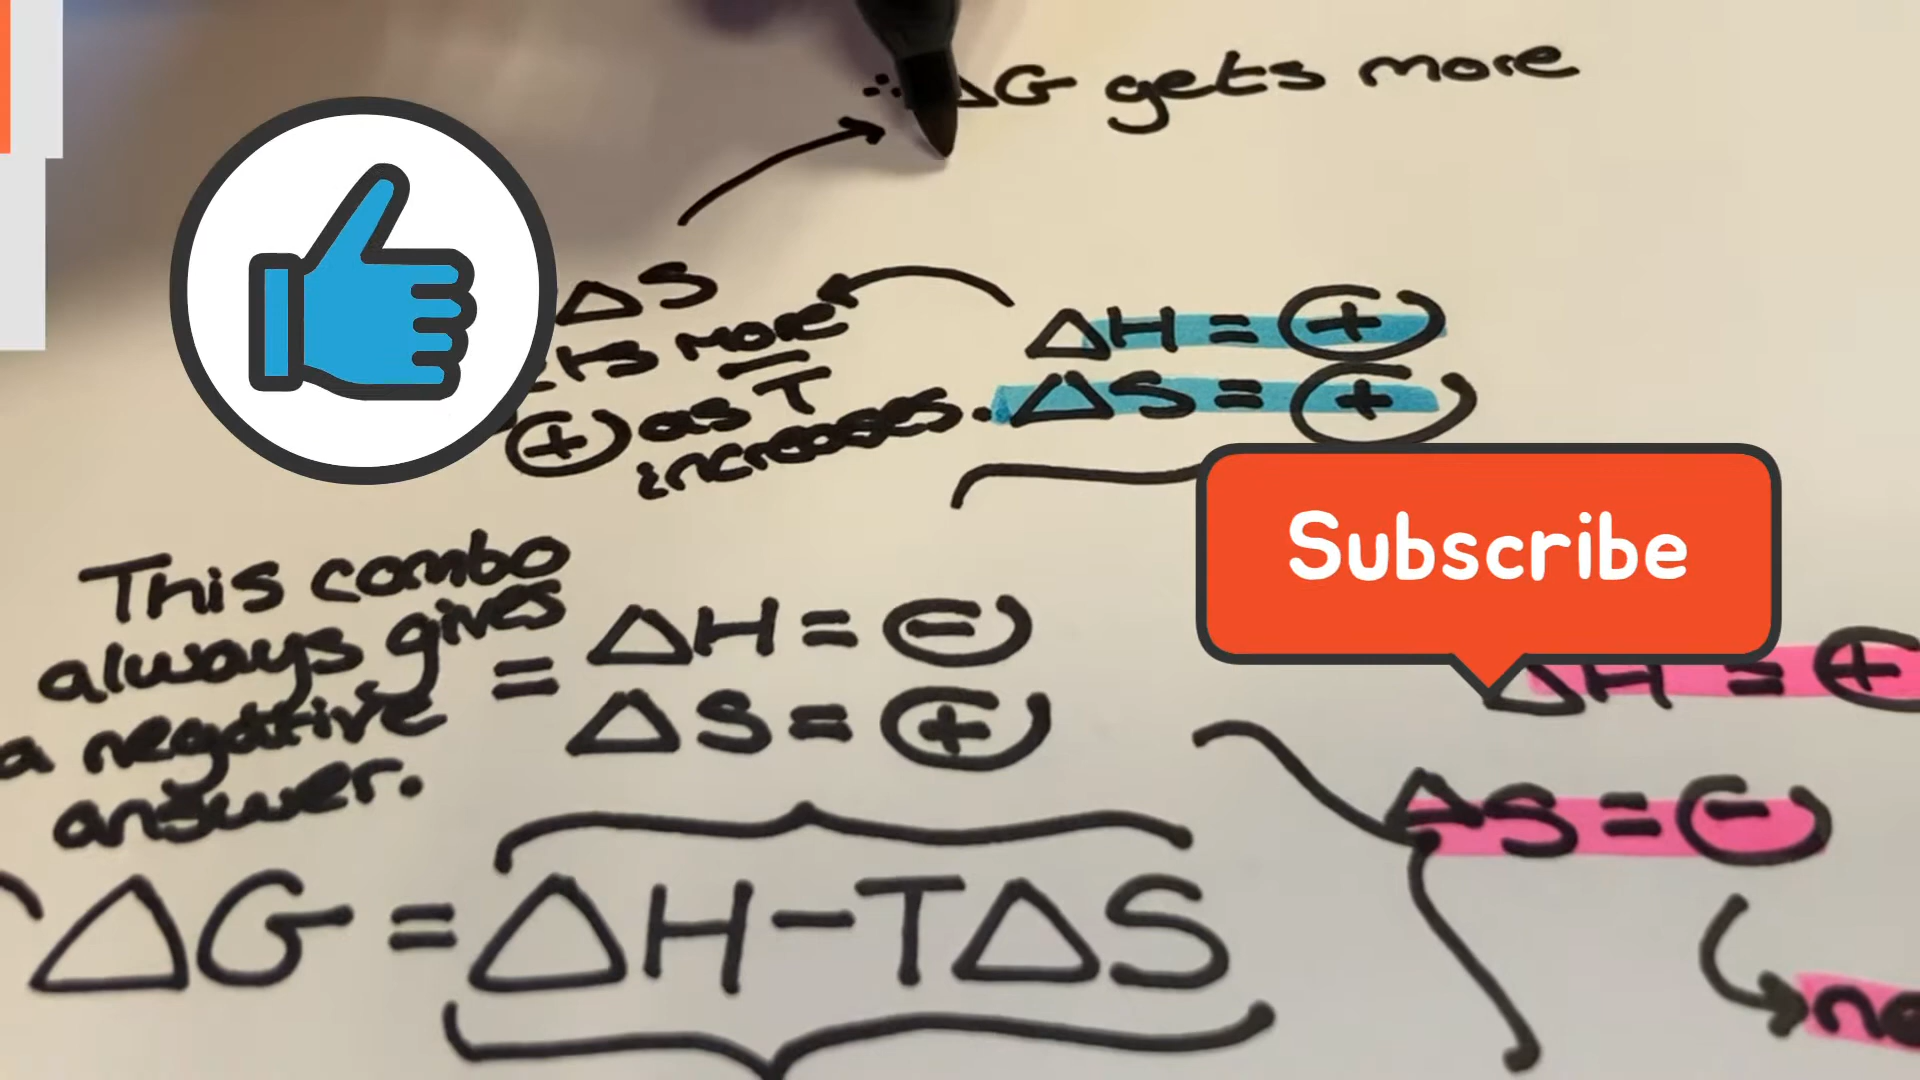 ∴ ΔG gets more
ΔS
more
⊕ as T
increases.
ΔH = ⊕
ΔS = ⊕
Subscribe
This combo
always gives
a negative
answer.
= ΔH = ⊖
ΔS = ⊕
ΔH = ⊕
ΔS = ⊖
ΔG = ΔH - TΔS